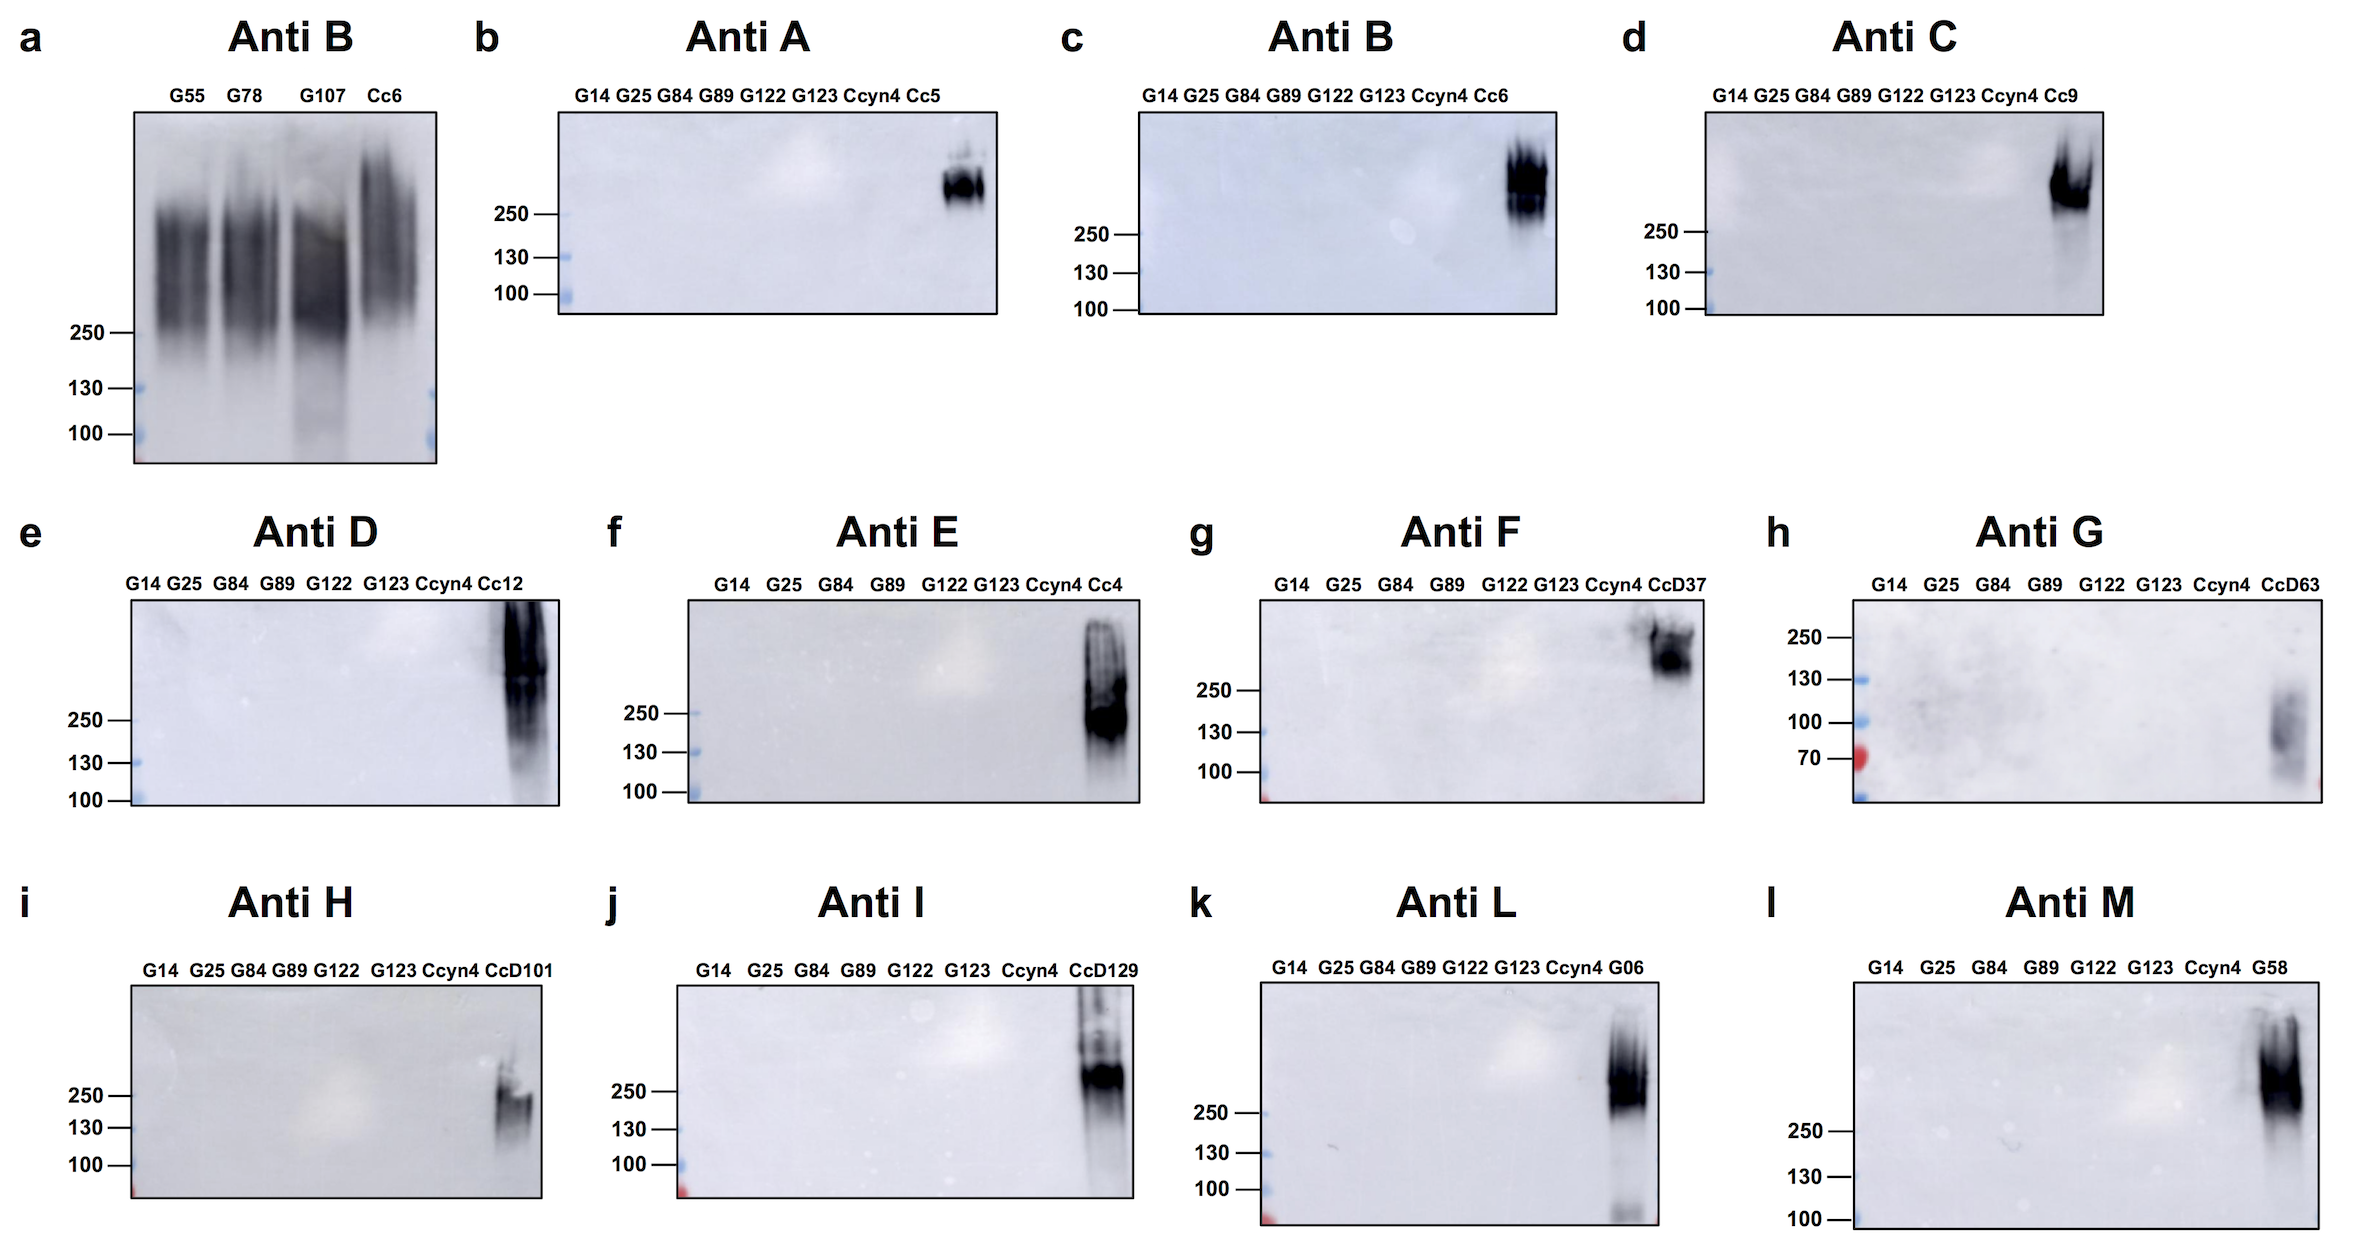 a Anti B
G55 G78 G107 Cc6
250
130
100
b Anti A
G14 G25 G84 G89 G122 G123 Ccyn4 Cc5
250
130
100
c Anti B
G14 G25 G84 G89 G122 G123 Ccyn4 Cc6
250
130
100
d Anti C
G14 G25 G84 G89 G122 G123 Ccyn4 Cc9
250
130
100
e Anti D
G14 G25 G84 G89 G122 G123 Ccyn4 Cc12
250
130
100
f Anti E
G14 G25 G84 G89 G122 G123 Ccyn4 Cc4
250
130
100
g Anti F
G14 G25 G84 G89 G122 G123 Ccyn4 CcD37
250
130
100
h Anti G
G14 G25 G84 G89 G122 G123 Ccyn4 CcD63
250
130
100
70
i Anti H
G14 G25 G84 G89 G122 G123 Ccyn4 CcD101
250
130
100
j Anti I
G14 G25 G84 G89 G122 G123 Ccyn4 CcD129
250
130
100
k Anti L
G14 G25 G84 G89 G122 G123 Ccyn4 G06
250
130
100
l Anti M
G14 G25 G84 G89 G122 G123 Ccyn4 G58
250
130
100